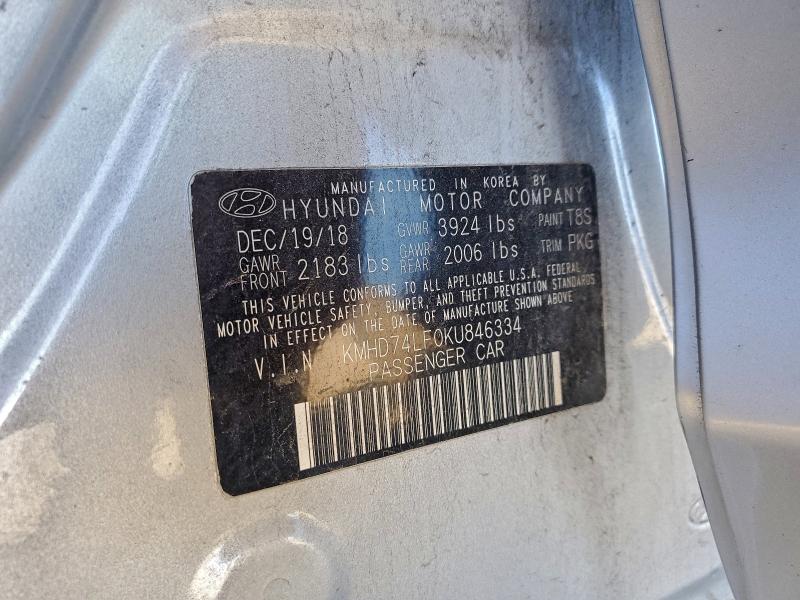 MANUFACTURED IN KOREA BY
HYUNDAI MOTOR COMPANY
DEC/19/18 GVWR 3924 lbs PAINT T8S
GAWR FRONT 2183 lbs GAWR REAR 2006 lbs TRIM PKG
THIS VEHICLE CONFORMS TO ALL APPLICABLE U.S.A. FEDERAL
MOTOR VEHICLE SAFETY, BUMPER, AND THEFT PREVENTION STANDARDS
IN EFFECT ON THE DATE OF MANUFACTURE SHOWN ABOVE
V.I.N KMHD74LF0KU846334
PASSENGER CAR